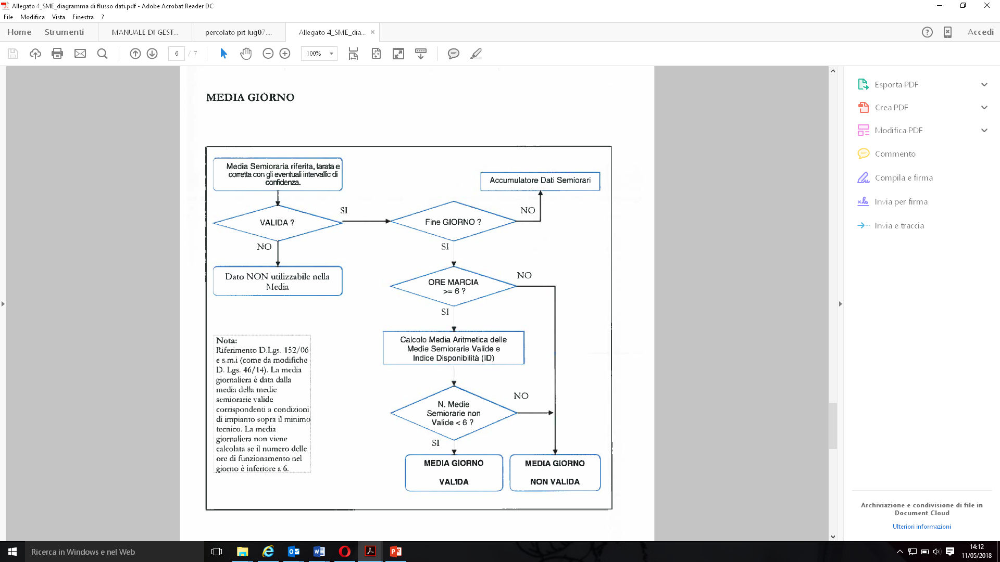 Allegato 4_SME_diagramma di flusso dati.pdf - Adobe Acrobat Reader DC
File Modifica Vista Finestra ?
Home Strumenti MANUALE DI GEST... percolato pit lug07.... Allegato 4_SME_dia... × Accedi
6 / 7 100%
MEDIA GIORNO
Media Semioraria riferita, tarata e
corretta con gli eventuali intervallic di
confidenza.
Accumulatore Dati Semiorari
VALIDA ?
SI
Fine GIORNO ?
NO
NO
SI
Dato NON utilizzabile nella
Media
ORE MARCIA
>= 6 ?
NO
SI
Calcolo Media Aritmetica delle
Medie Semiorarie Valide e
Indice Disponibilità (ID)
N. Medie
Semiorarie non
Valide < 6 ?
NO
SI
MEDIA GIORNO
VALIDA
MEDIA GIORNO
NON VALIDA
Nota:
Riferimento D.Lgs. 152/06
e s.m.i (come da modifiche
D. Lgs. 46/14). La media
giornaliera è data dalla
media della medie
semiorarie valide
corrispondenti a condizioni
di impianto sopra il minimo
tecnico. La media
giornaliera non viene
calcolata se il numero delle
ore di funzionamento nel
giorno è inferiore a 6.
Esporta PDF
Crea PDF
Modifica PDF
Commento
Compila e firma
Invia per firma
Invia e traccia
Archiviazione e condivisione di file in
Document Cloud
Ulteriori informazioni
Ricerca in Windows e nel Web
14:12
11/05/2018